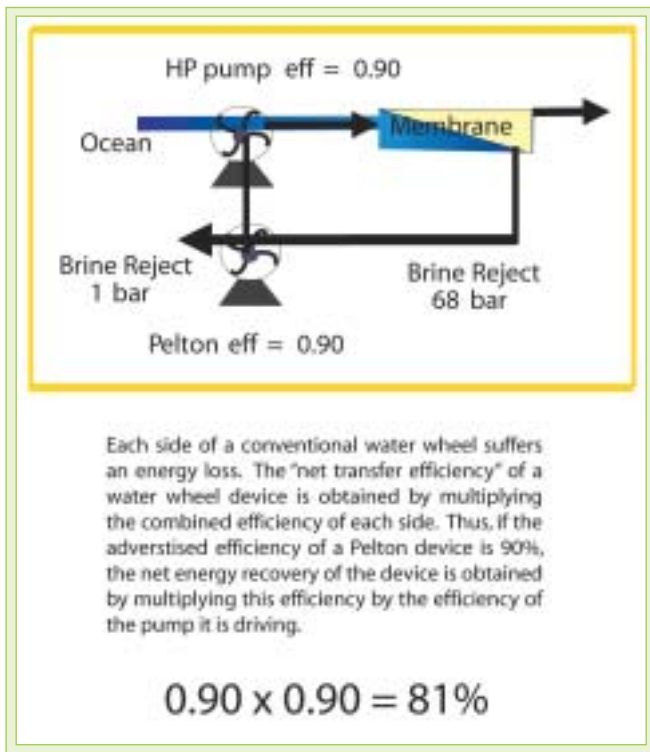 HP pump eff = 0.90
Ocean
Membrane
Brine Reject
1 bar
Brine Reject
68 bar
Pelton eff = 0.90
Each side of a conventional water wheel suffers
an energy loss. The "net transfer efficiency" of a
water wheel device is obtained by multiplying
the combined efficiency of each side. Thus, if the
adverstised efficiency of a Pelton device is 90%,
the net energy recovery of the device is obtained
by multiplying this efficiency by the efficiency of
the pump it is driving.
0.90 x 0.90 = 81%